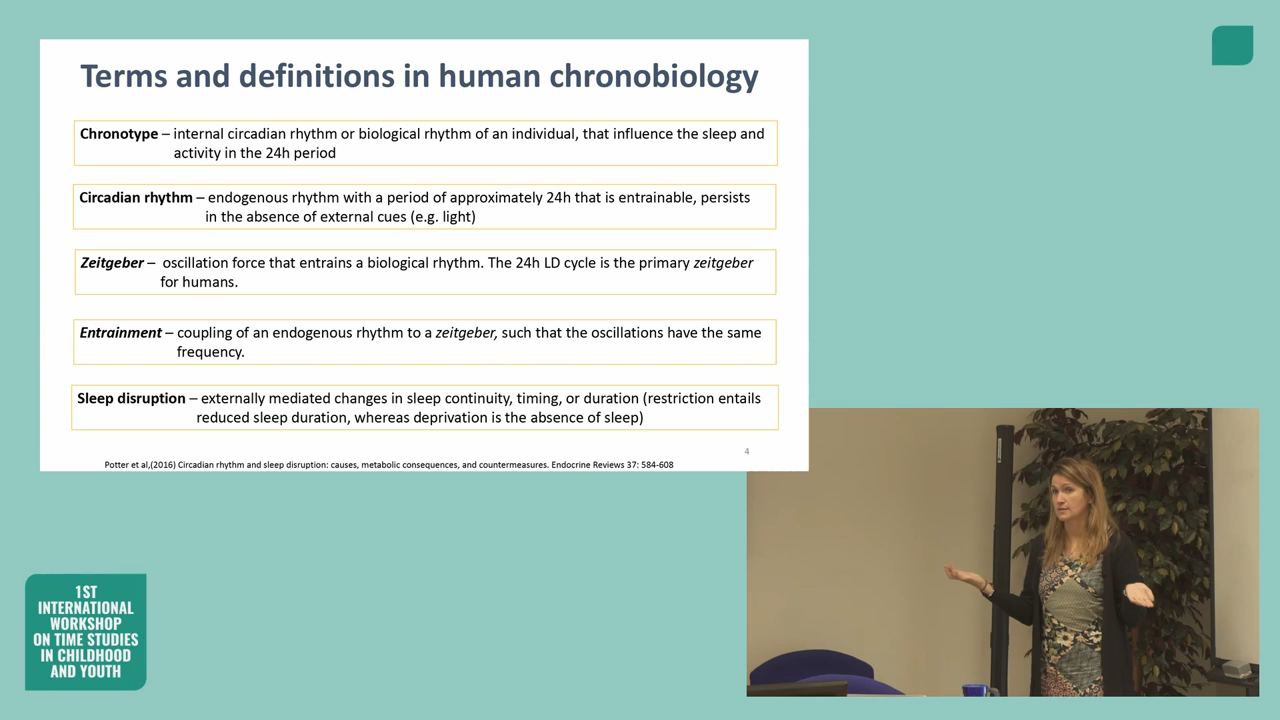 Terms and definitions in human chronobiology
Chronotype – internal circadian rhythm or biological rhythm of an individual, that influence the sleep and
activity in the 24h period
Circadian rhythm – endogenous rhythm with a period of approximately 24h that is entrainable, persists
in the absence of external cues (e.g. light)
Zeitgeber – oscillation force that entrains a biological rhythm. The 24h LD cycle is the primary zeitgeber
for humans.
Entrainment – coupling of an endogenous rhythm to a zeitgeber, such that the oscillations have the same
frequency.
Sleep disruption – externally mediated changes in sleep continuity, timing, or duration (restriction entails
reduced sleep duration, whereas deprivation is the absence of sleep)
4
Potter et al,(2016) Circadian rhythm and sleep disruption: causes, metabolic consequences, and countermeasures. Endocrine Reviews 37: 584-608
1ST
INTERNATIONAL
WORKSHOP
ON TIME STUDIES
IN CHILDHOOD
AND YOUTH